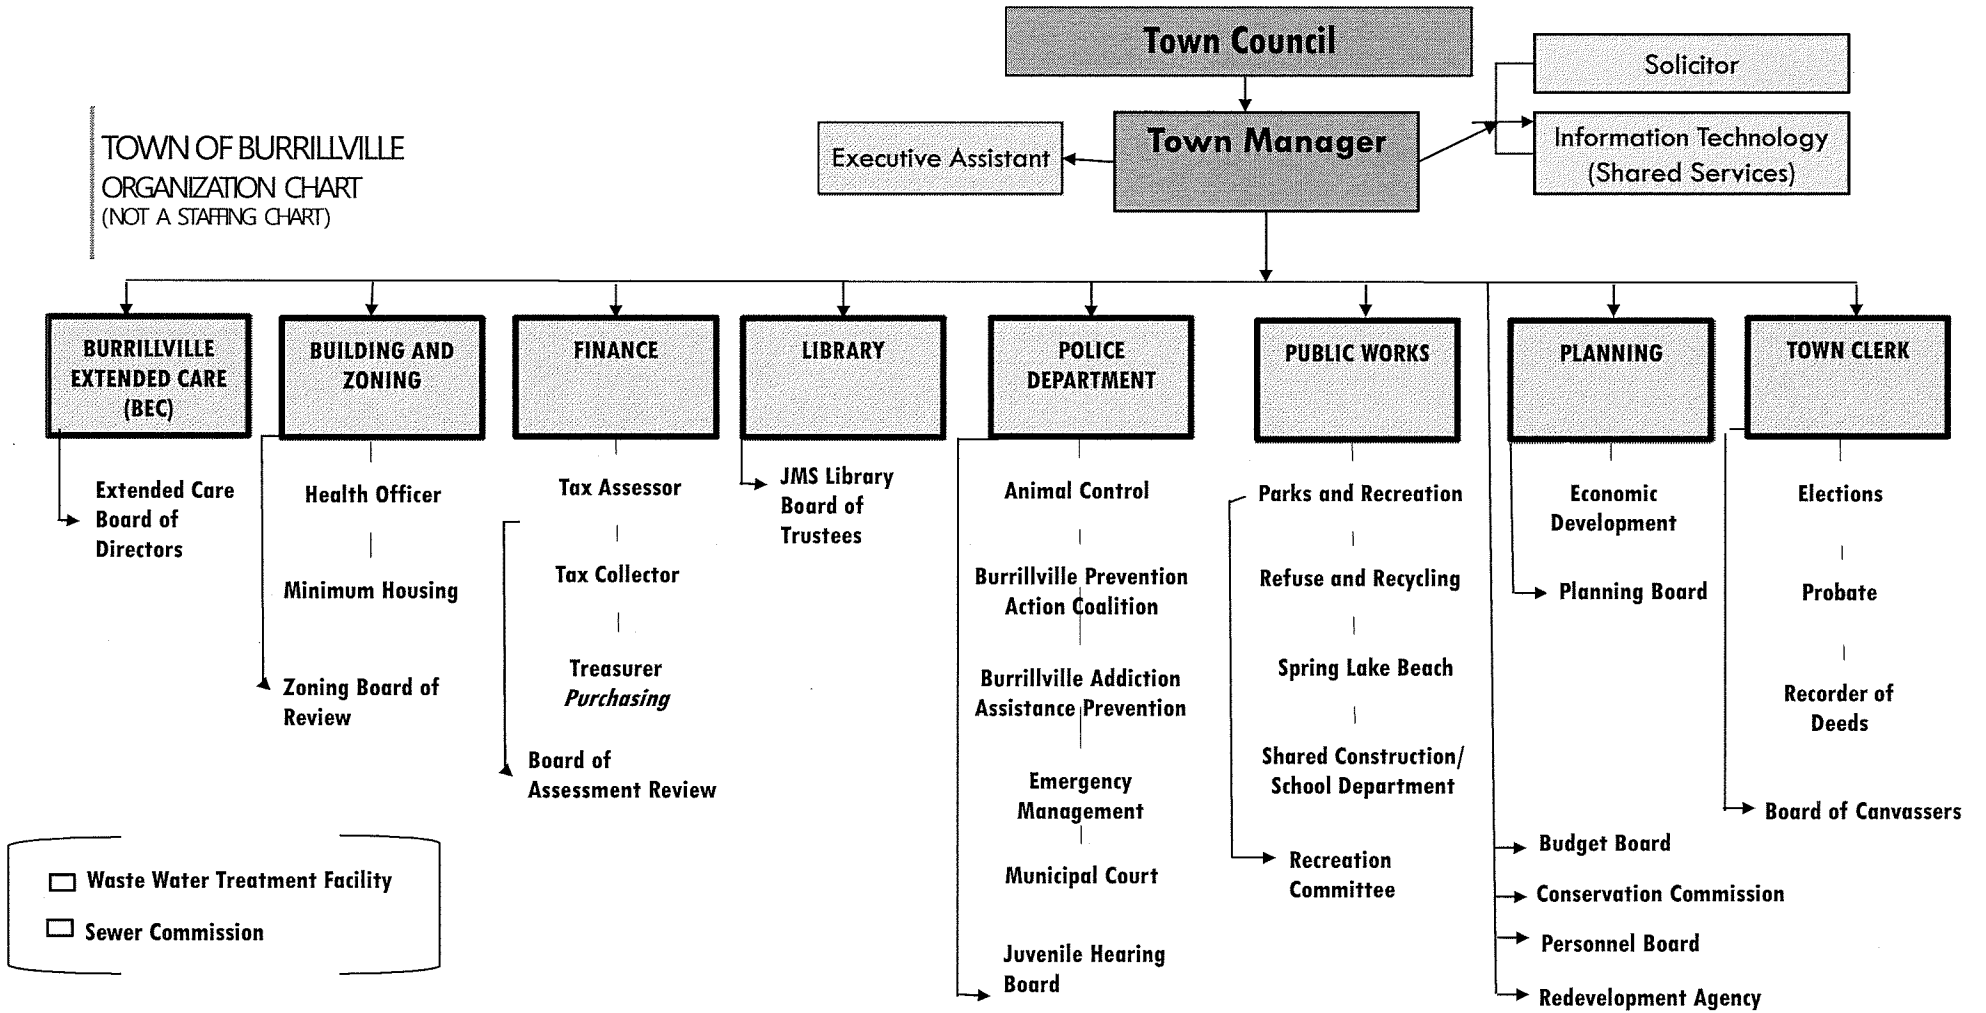 Town Council
Solicitor
TOWN OF BURRILLVILLE
ORGANIZATION CHART
(NOT A STAFFING CHART)
Executive Assistant
Town Manager
Information Technology
(Shared Services)
BURRILLVILLE
EXTENDED CARE
(BEC)
BUILDING AND
ZONING
FINANCE
LIBRARY
POLICE
DEPARTMENT
PUBLIC WORKS
PLANNING
TOWN CLERK
Extended Care
Board of
Directors
Health Officer
Minimum Housing
Zoning Board of
Review
Tax Assessor
Tax Collector
Treasurer
Purchasing
Board of
Assessment Review
JMS Library
Board of
Trustees
Animal Control
Burrillville Prevention
Action Coalition
Burrillville Addiction
Assistance Prevention
Emergency
Management
Municipal Court
Juvenile Hearing
Board
Parks and Recreation
Refuse and Recycling
Spring Lake Beach
Shared Construction/
School Department
Recreation
Committee
Economic
Development
Planning Board
Budget Board
Conservation Commission
Personnel Board
Redevelopment Agency
Elections
Probate
Recorder of
Deeds
Board of Canvassers
Waste Water Treatment Facility
Sewer Commission